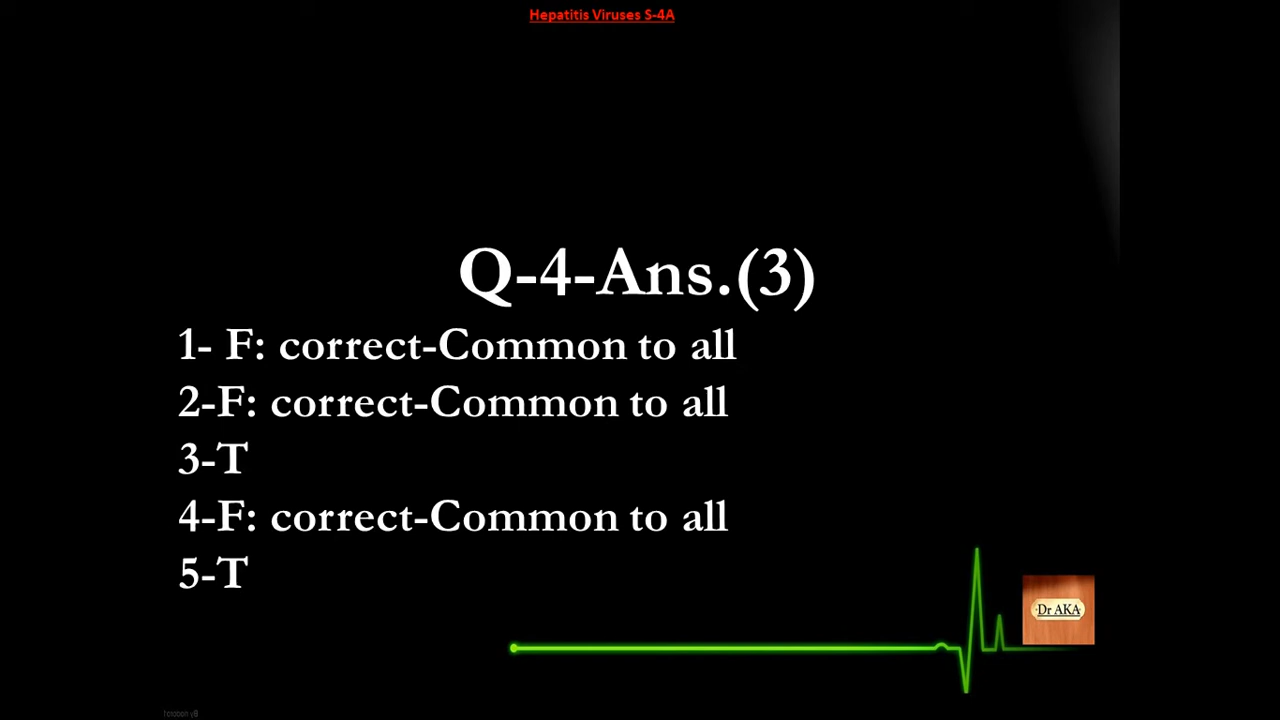 Hepatitis Viruses S-4A
Q-4-Ans.(3)
1- F: correct-Common to all
2-F: correct-Common to all
3-T
4-F: correct-Common to all
5-T
Dr AKA